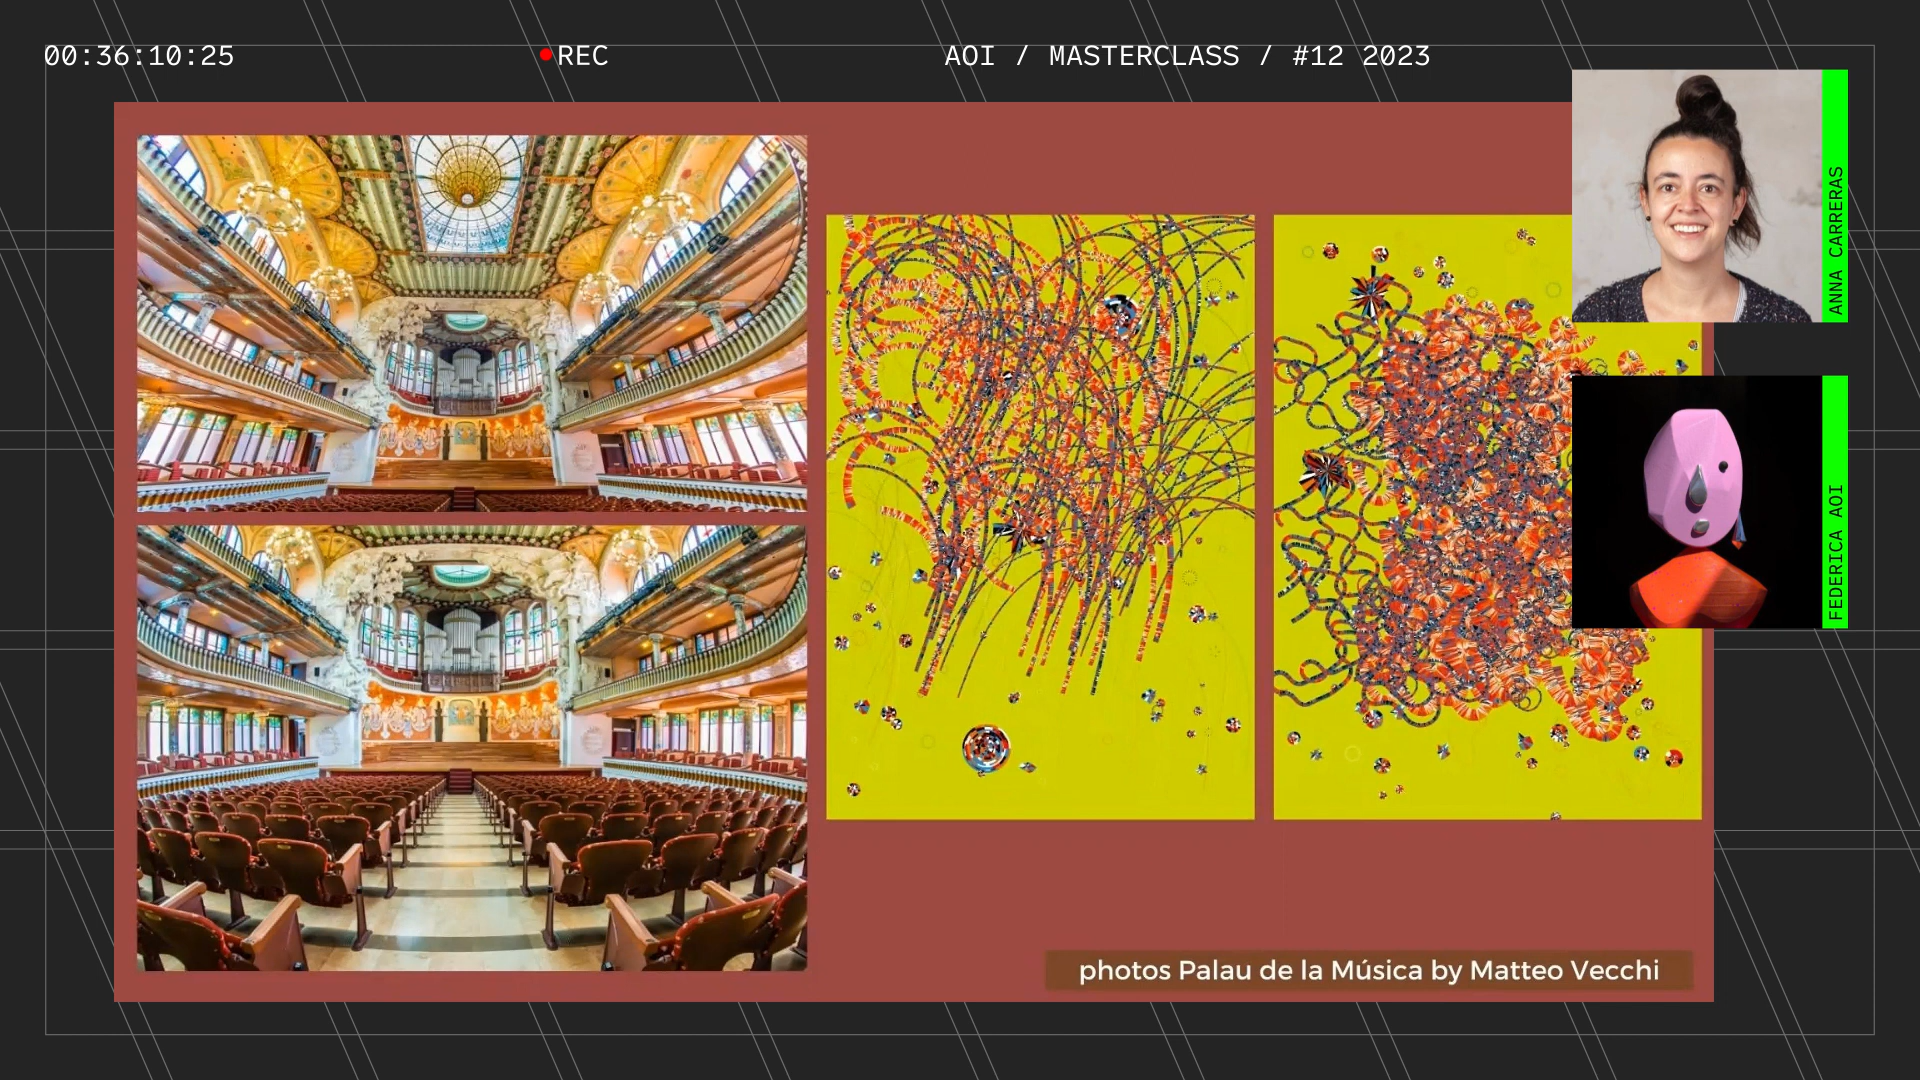 00:36:10:25
REC
AOI / MASTERCLASS / #12 2023
ANNA CARRERAS
FEDERICA AOI
photos Palau de la Música by Matteo Vecchi